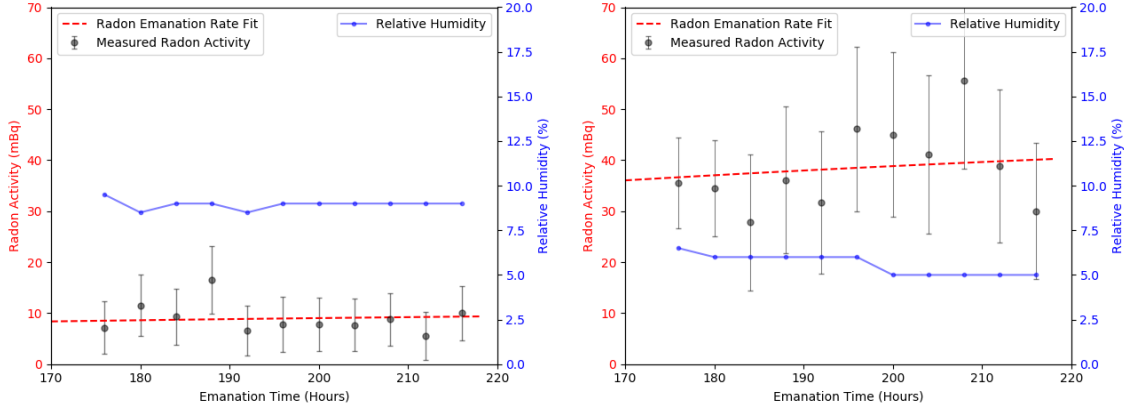 Radon Emanation Rate Fit
Measured Radon Activity
Relative Humidity
70
60
50
40
30
20
10
0
Radon Activity (mBq)
20.0
17.5
15.0
12.5
10.0
7.5
5.0
2.5
0.0
Relative Humidity (%)
170 180 190 200 210 220
Emanation Time (Hours)
Radon Emanation Rate Fit
Measured Radon Activity
Relative Humidity
70
60
50
40
30
20
10
0
Radon Activity (mBq)
20.0
17.5
15.0
12.5
10.0
7.5
5.0
2.5
0.0
Relative Humidity (%)
170 180 190 200 210 220
Emanation Time (Hours)